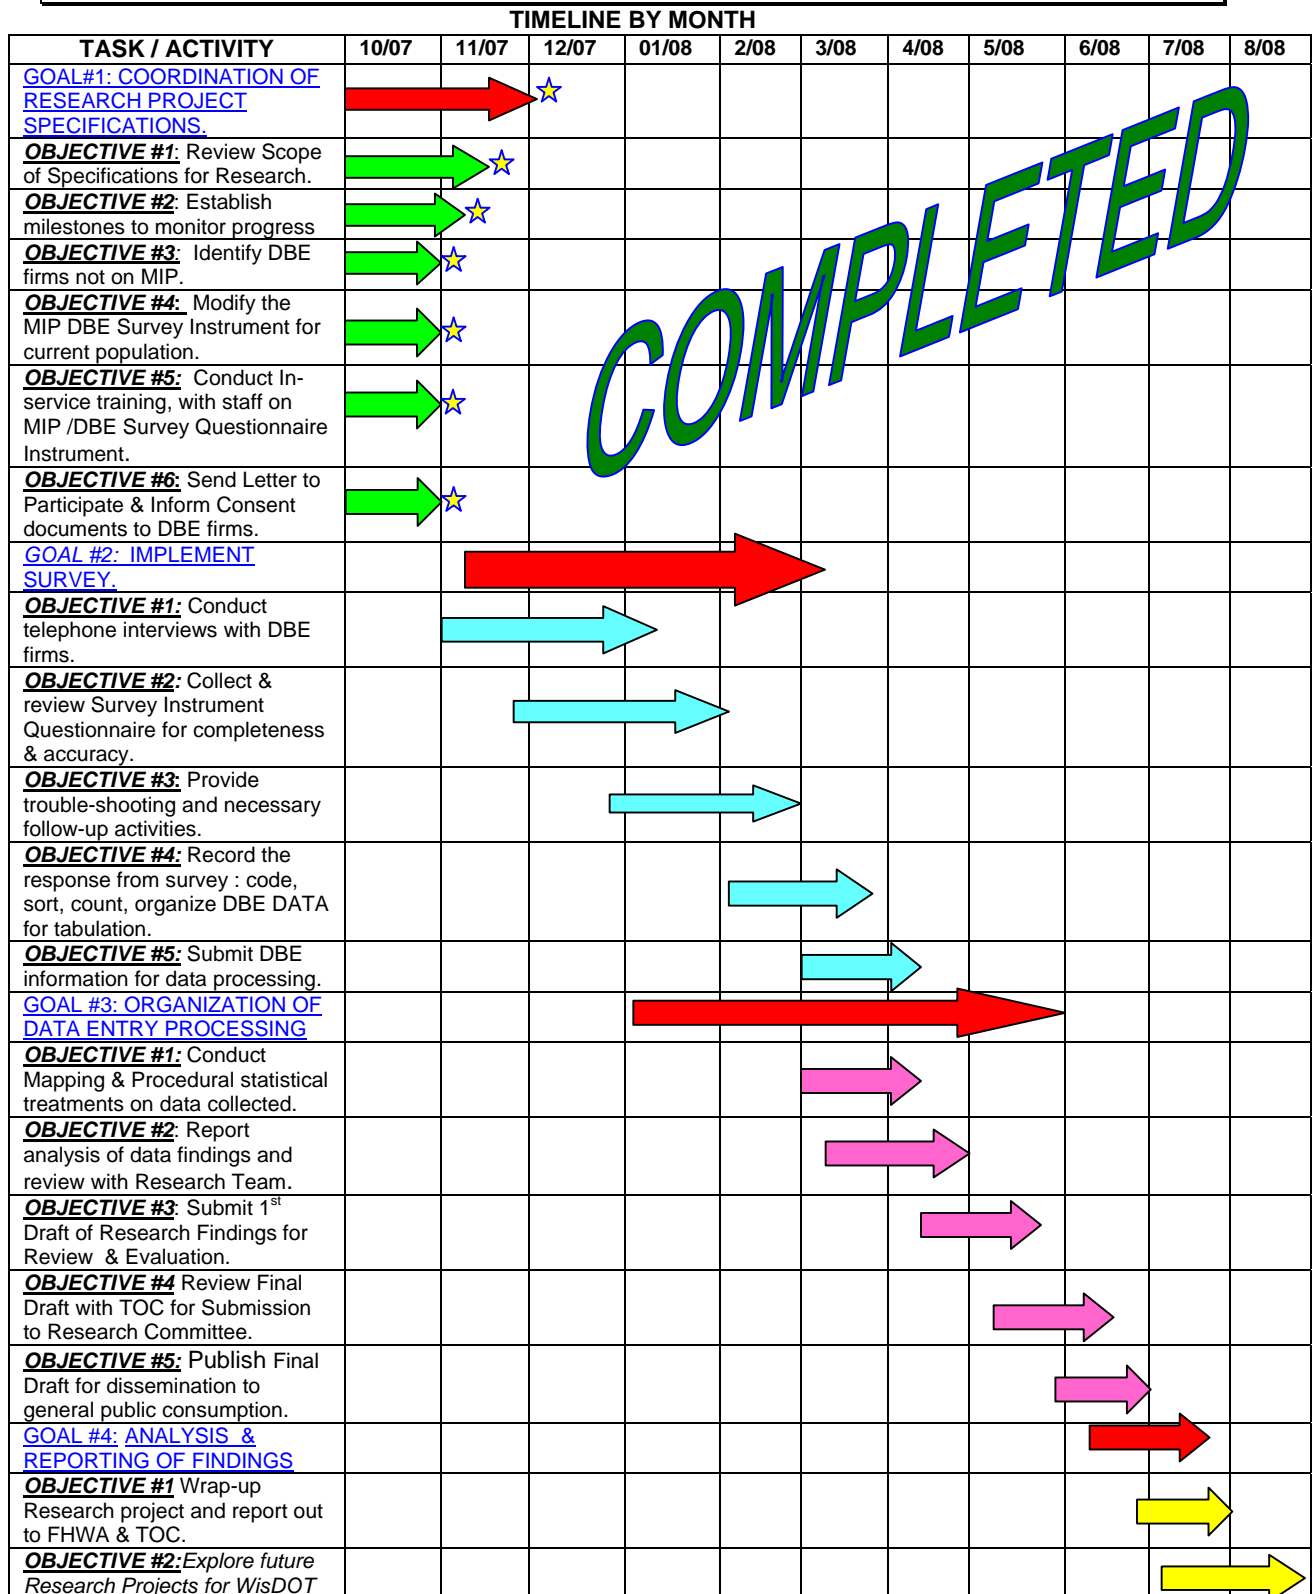 TIMELINE BY MONTH
TASK / ACTIVITY 10/07 11/07 12/07 01/08 2/08 3/08 4/08 5/08 6/08 7/08 8/08
GOAL#1: COORDINATION OF
RESEARCH PROJECT
SPECIFICATIONS.
OBJECTIVE #1: Review Scope
of Specifications for Research.
OBJECTIVE #2: Establish
milestones to monitor progress
OBJECTIVE #3: Identify DBE
firms not on MIP.
OBJECTIVE #4: Modify the
MIP DBE Survey Instrument for
current population.
OBJECTIVE #5: Conduct In-
service training, with staff on
MIP /DBE Survey Questionnaire
Instrument.
OBJECTIVE #6: Send Letter to
Participate & Inform Consent
documents to DBE firms.
COMPLETED
GOAL #2: IMPLEMENT
SURVEY.
OBJECTIVE #1: Conduct
telephone interviews with DBE
firms.
OBJECTIVE #2: Collect &
review Survey Instrument
Questionnaire for completeness
& accuracy.
OBJECTIVE #3: Provide
trouble-shooting and necessary
follow-up activities.
OBJECTIVE #4: Record the
response from survey : code,
sort, count, organize DBE DATA
for tabulation.
OBJECTIVE #5: Submit DBE
information for data processing.
GOAL #3: ORGANIZATION OF
DATA ENTRY PROCESSING
OBJECTIVE #1: Conduct
Mapping & Procedural statistical
treatments on data collected.
OBJECTIVE #2: Report
analysis of data findings and
review with Research Team.
OBJECTIVE #3: Submit 1st
Draft of Research Findings for
Review & Evaluation.
OBJECTIVE #4 Review Final
Draft with TOC for Submission
to Research Committee.
OBJECTIVE #5: Publish Final
Draft for dissemination to
general public consumption.
GOAL #4: ANALYSIS &
REPORTING OF FINDINGS
OBJECTIVE #1 Wrap-up
Research project and report out
to FHWA & TOC.
OBJECTIVE #2:Explore future
Research Projects for WisDOT